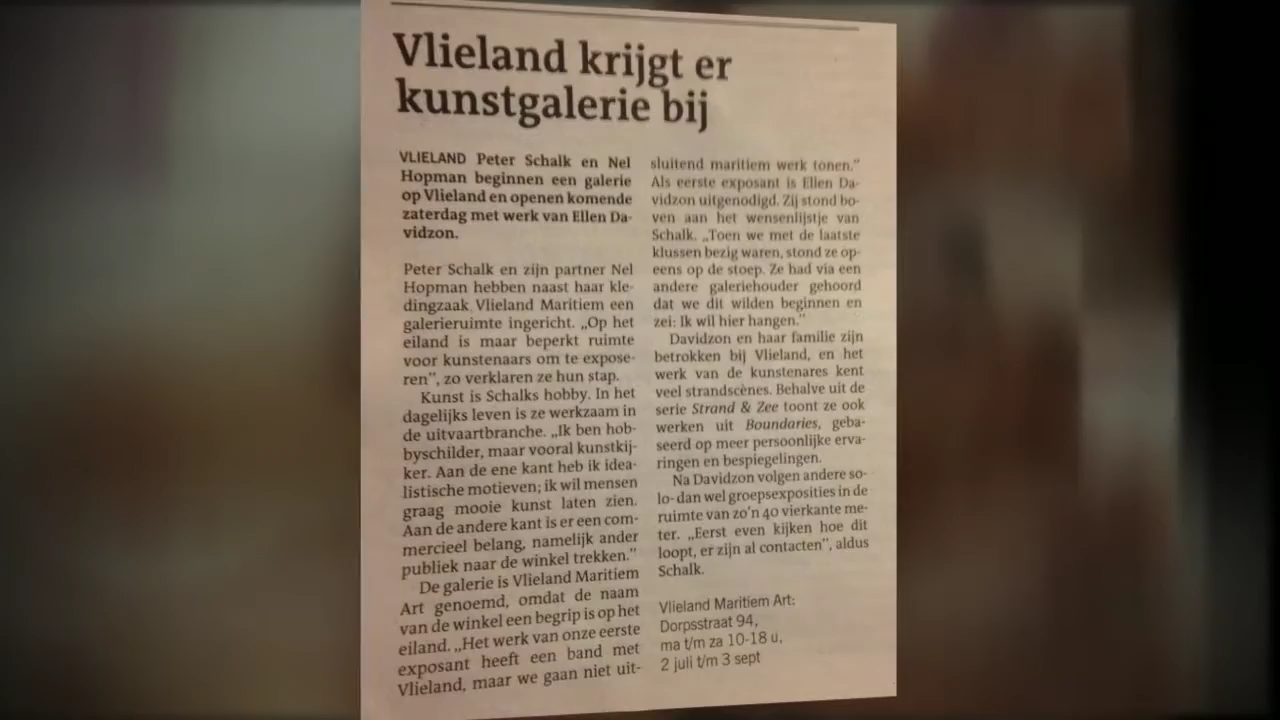 Vlieland krijgt er
kunstgalerie bij
VLIELAND Peter Schalk en Nel
Hopman beginnen een galerie
op Vlieland en openen komende
zaterdag met werk van Ellen Da-
vidzon.
Peter Schalk en zijn partner Nel
Hopman hebben naast haar kle-
dingzaak Vlieland Maritiem een
galerieruimte ingericht. „Op het
eiland is maar beperkt ruimte
voor kunstenaars om te expose-
ren”, zo verklaren ze hun stap.
Kunst is Schalks hobby. In het
dagelijks leven is ze werkzaam in
de uitvaartbranche. „Ik ben hob-
byschilder, maar vooral kunstkij-
ker. Aan de ene kant heb ik idea-
listische motieven; ik wil mensen
graag mooie kunst laten zien.
Aan de andere kant is er een com-
mercieel belang, namelijk ander
publiek naar de winkel trekken.”
De galerie is Vlieland Maritiem
Art genoemd, omdat de naam
van de winkel een begrip is op het
eiland. „Het werk van onze eerste
exposant heeft een band met
Vlieland, maar we gaan niet uit-
sluitend maritiem werk tonen.”
Als eerste exposant is Ellen Da-
vidzon uitgenodigd. Zij stond bo-
ven aan het wensenlijstje van
Schalk. „Toen we met de laatste
klussen bezig waren, stond ze op-
eens op de stoep. Ze had via een
andere galeriehouder gehoord
dat we dit wilden beginnen en
zei: Ik wil hier hangen.”
Davidzon en haar familie zijn
betrokken bij Vlieland, en het
werk van de kunstenares kent
veel strandscènes. Behalve uit de
serie Strand & Zee toont ze ook
werken uit Boundaries, geba-
seerd op meer persoonlijke erva-
ringen en bespiegelingen.
Na Davidzon volgen andere so-
lo- dan wel groepsexposities in de
ruimte van zo’n 40 vierkante me-
ter. „Eerst even kijken hoe dit
loopt, er zijn al contacten”, aldus
Schalk.
Vlieland Maritiem Art:
Dorpsstraat 94,
ma t/m za 10-18 u,
2 juli t/m 3 sept